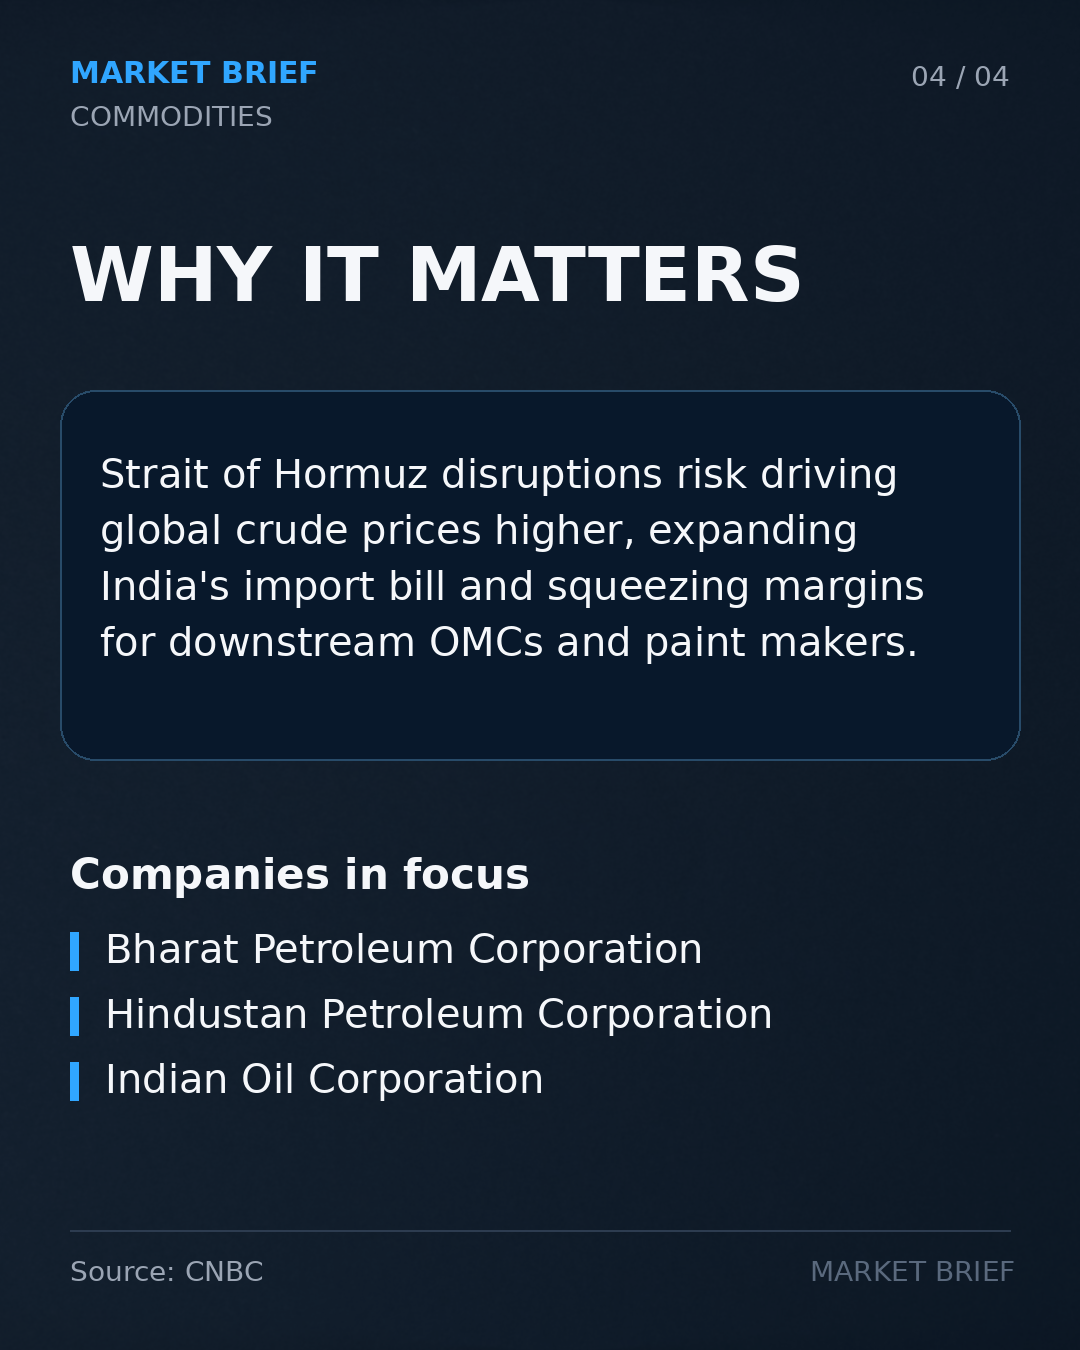 MARKET BRIEF
04 / 04
COMMODITIES
WHY IT MATTERS
Strait of Hormuz disruptions risk driving
global crude prices higher, expanding
India's import bill and squeezing margins
for downstream OMCs and paint makers.
Companies in focus
Bharat Petroleum Corporation
Hindustan Petroleum Corporation
Indian Oil Corporation
Source: CNBC
MARKET BRIEF